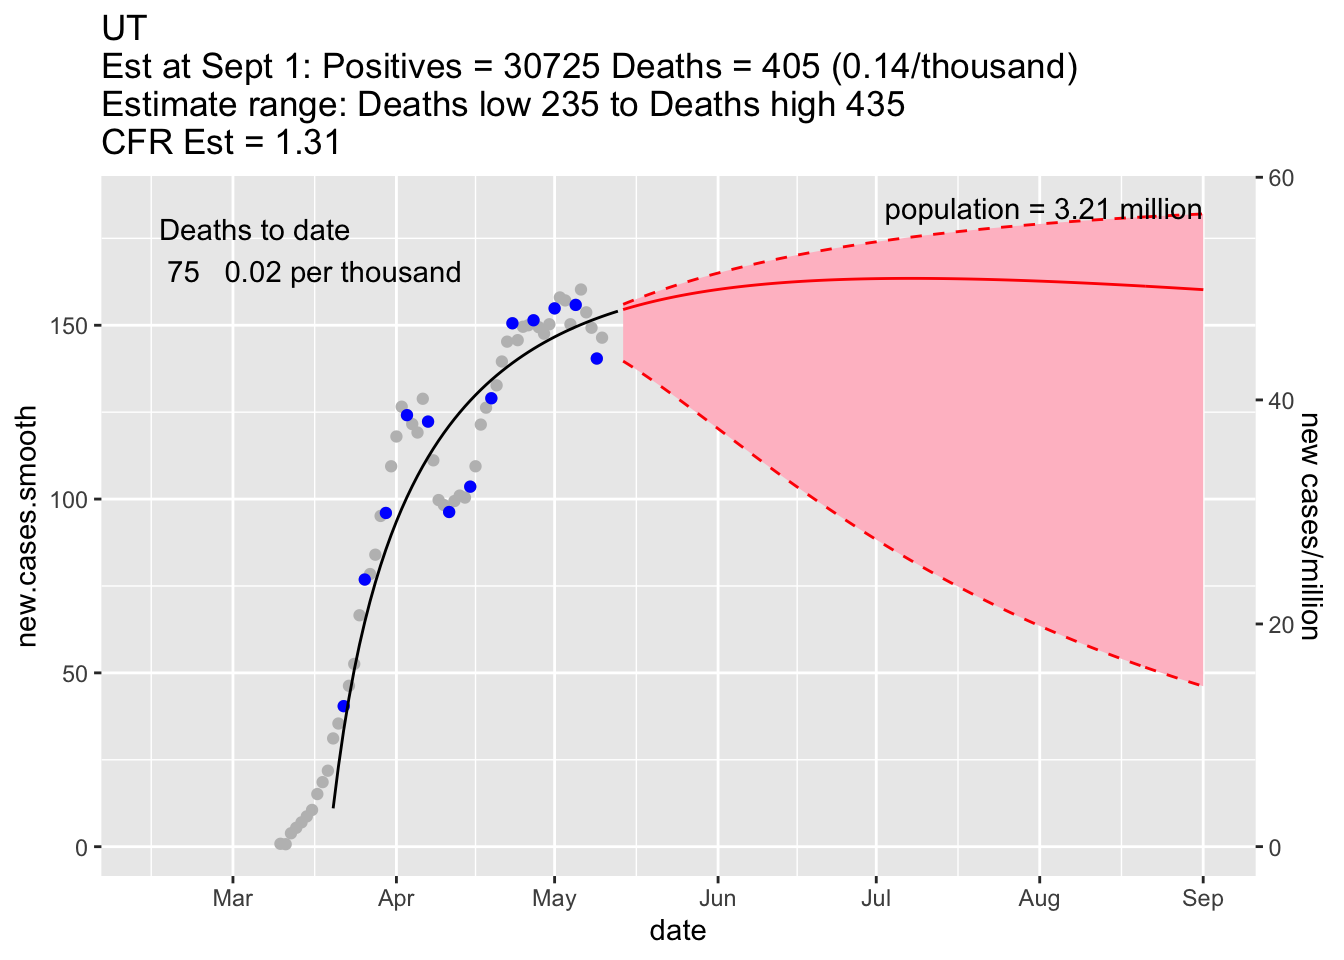 UT
Est at Sept 1: Positives = 30725 Deaths = 405 (0.14/thousand)
Estimate range: Deaths low 235 to Deaths high 435
CFR Est = 1.31
Deaths to date
75 0.02 per thousand
population = 3.21 million
new.cases.smooth
150
100
50
0
60
40
20
0
new cases/million
Mar Apr May Jun Jul Aug Sep
date